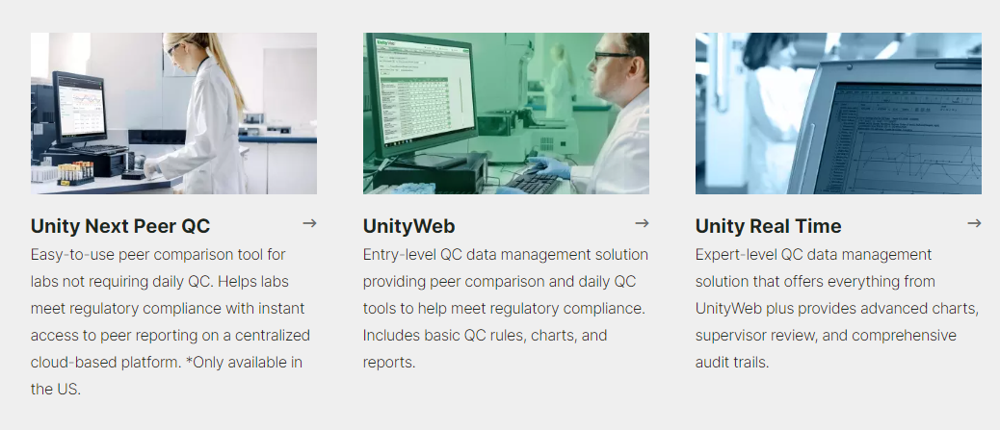 Unity Next Peer QC →
Easy-to-use peer comparison tool for
labs not requiring daily QC. Helps labs
meet regulatory compliance with instant
access to peer reporting on a centralized
cloud-based platform. *Only available in
the US.
UnityWeb →
Entry-level QC data management solution
providing peer comparison and daily QC
tools to help meet regulatory compliance.
Includes basic QC rules, charts, and
reports.
Unity Real Time →
Expert-level QC data management
solution that offers everything from
UnityWeb plus provides advanced charts,
supervisor review, and comprehensive
audit trails.